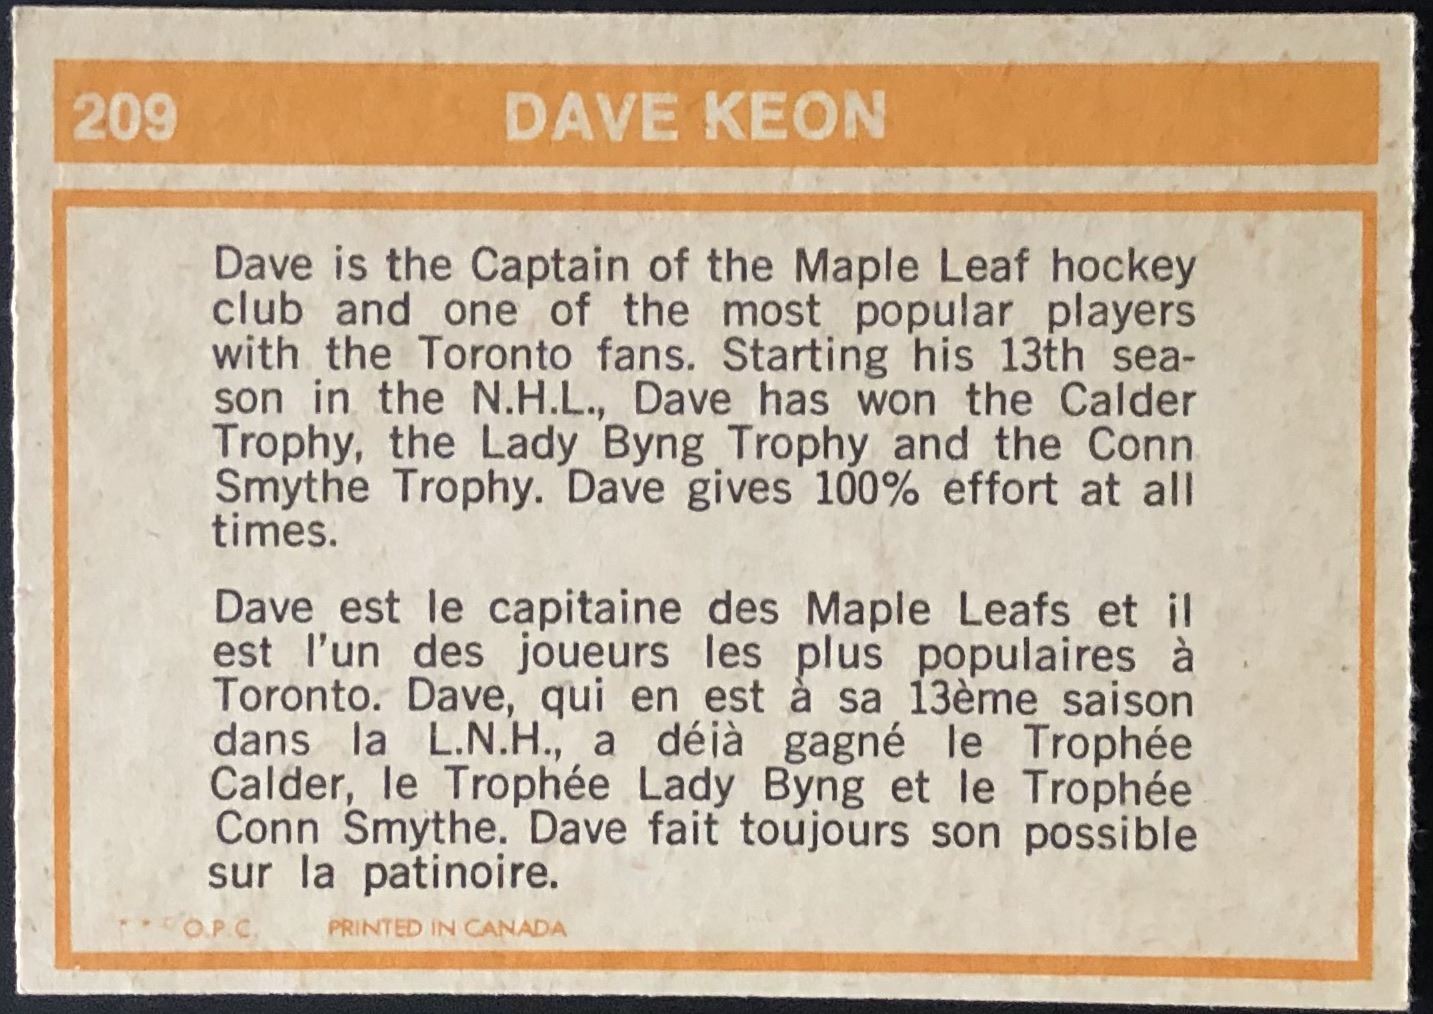 209 DAVE KEON
Dave is the Captain of the Maple Leaf hockey
club and one of the most popular players
with the Toronto fans. Starting his 13th sea-
son in the N.H.L., Dave has won the Calder
Trophy, the Lady Byng Trophy and the Conn
Smythe Trophy. Dave gives 100% effort at all
times.
Dave est le capitaine des Maple Leafs et il
est l'un des joueurs les plus populaires à
Toronto. Dave, qui en est à sa 13ème saison
dans la L.N.H., a déjà gagné le Trophée
Calder, le Trophée Lady Byng et le Trophée
Conn Smythe. Dave fait toujours son possible
sur la patinoire.
* * © O.P.C. PRINTED IN CANADA